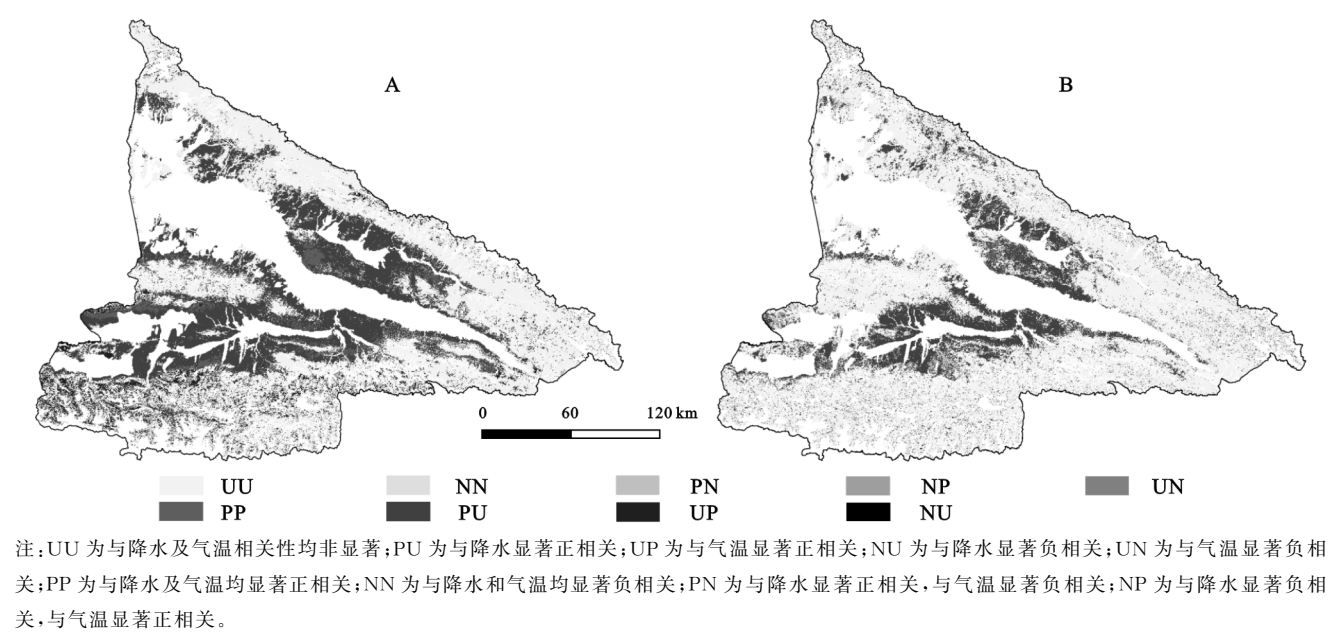 A
B
0 60 120 km
UU NN PN NP UN
PP PU UP NU
注:UU 为与降水及气温相关性均非显著;PU 为与降水显著正相关;UP 为与气温显著正相关;NU 为与降水显著负相关;UN 为与气温显著负相
关;PP 为与降水及气温均显著正相关;NN 为与降水和气温均显著负相关;PN 为与降水显著正相关,与气温显著负相关;NP 为与降水显著负相
关,与气温显著正相关。